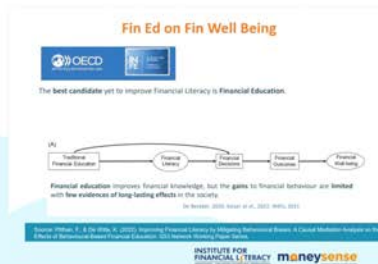 Fin Ed on Fin Well Being
OECD
INFE
The best candidate yet to improve Financial Literacy is Financial Education.
(A)
Traditional
Financial Education
Financial
Literacy
Financial
Decisions
Financial
Outcomes
Financial
Well-being
Financial education improves financial knowledge, but the gains to financial behaviour are limited
with few evidences of long-lasting effects in the society.
INSTITUTE FOR
FINANCIAL LITERACY
moneysense